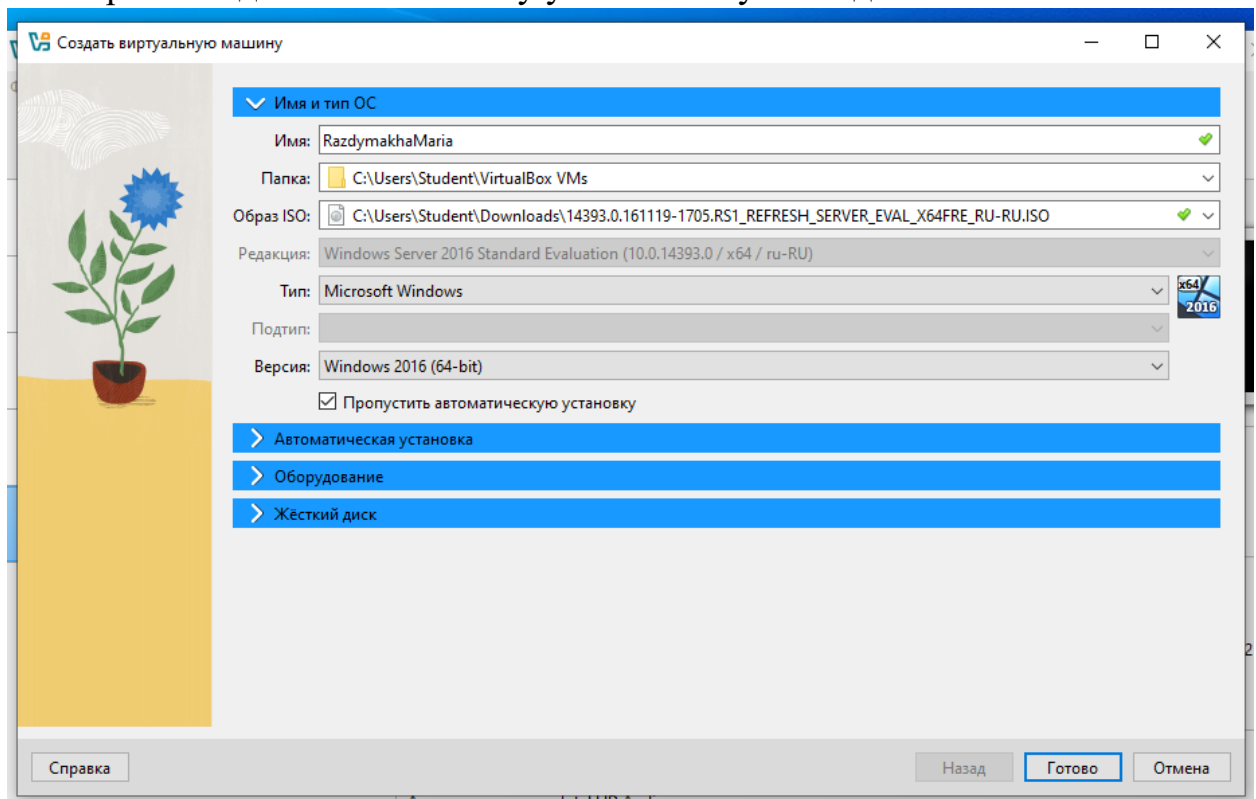 Создать виртуальную машину
Имя и тип ОС
Имя: RazdymakhaMaria
Папка: C:\Users\Student\VirtualBox VMs
Образ ISO: C:\Users\Student\Downloads\14393.0.161119-1705.RS1_REFRESH_SERVER_EVAL_X64FRE_RU-RU.ISO
Редакция: Windows Server 2016 Standard Evaluation (10.0.14393.0 / x64 / ru-RU)
Тип: Microsoft Windows
x64
2016
Подтип:
Версия: Windows 2016 (64-bit)
Пропустить автоматическую установку
Автоматическая установка
Оборудование
Жёсткий диск
2
Справка
Назад
Готово
Отмена